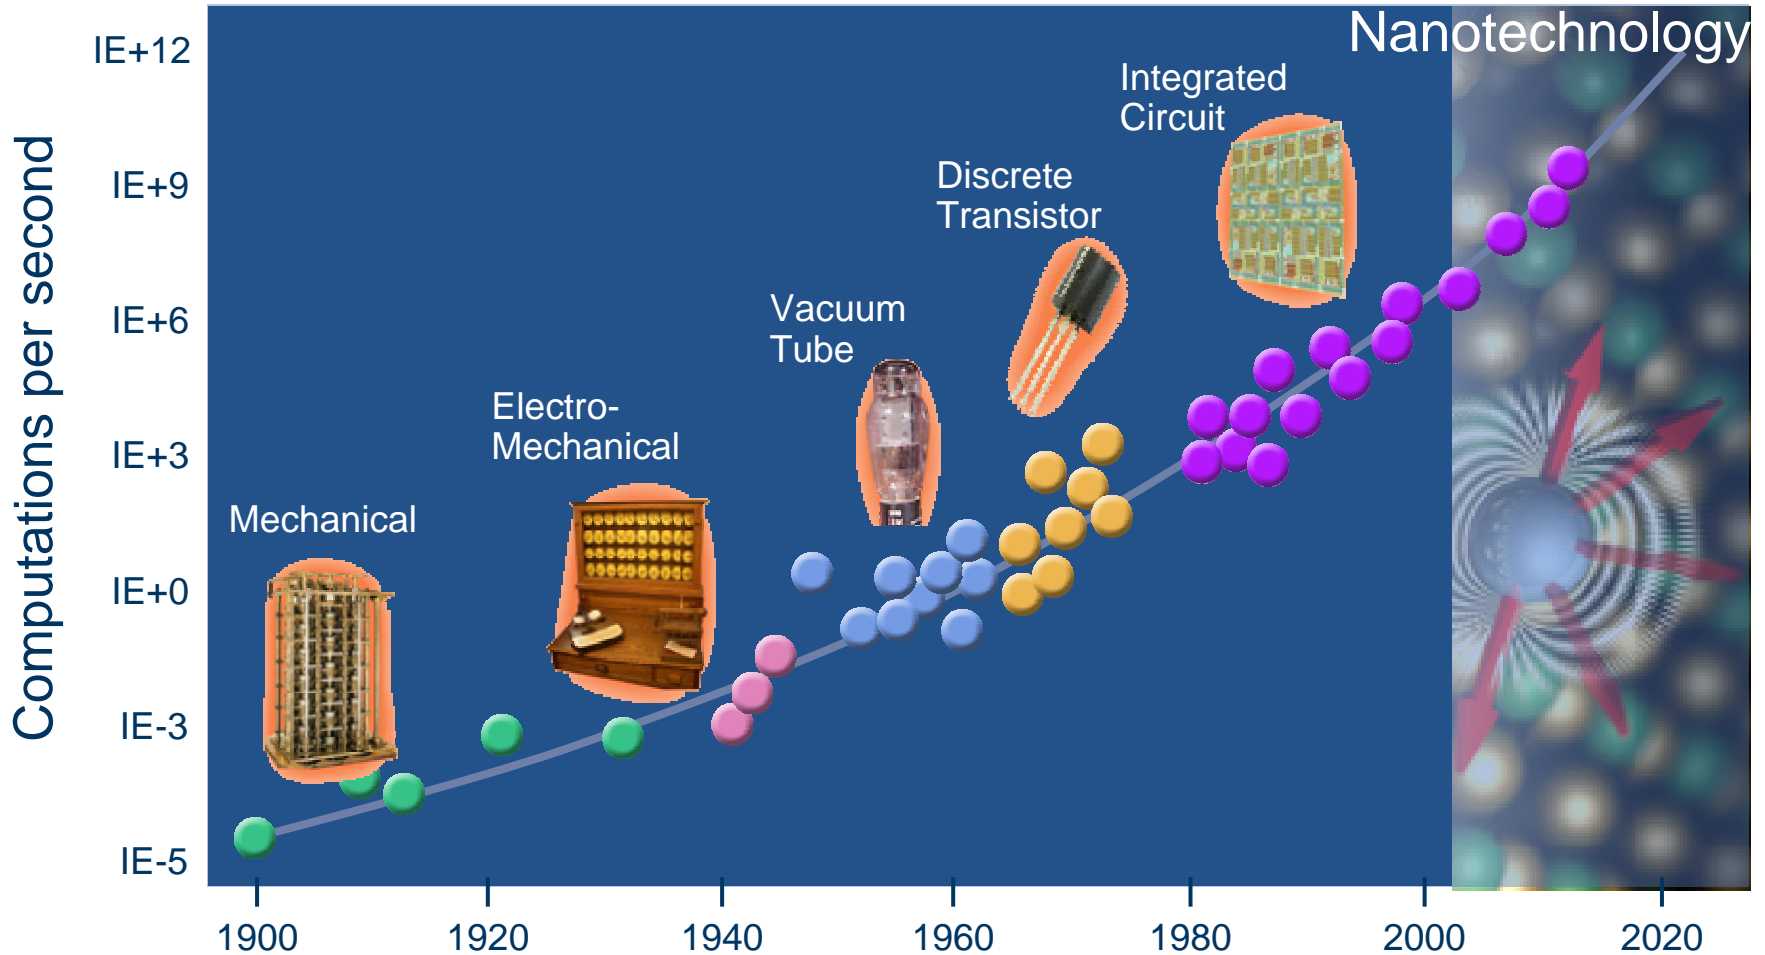 Nanotechnology
IE+12
Integrated
Circuit
IE+9
Discrete
Transistor
IE+6
Vacuum
Tube
Electro-
Mechanical
IE+3
Mechanical
IE+0
IE-3
IE-5
Computations per second
1900 1920 1940 1960 1980 2000 2020